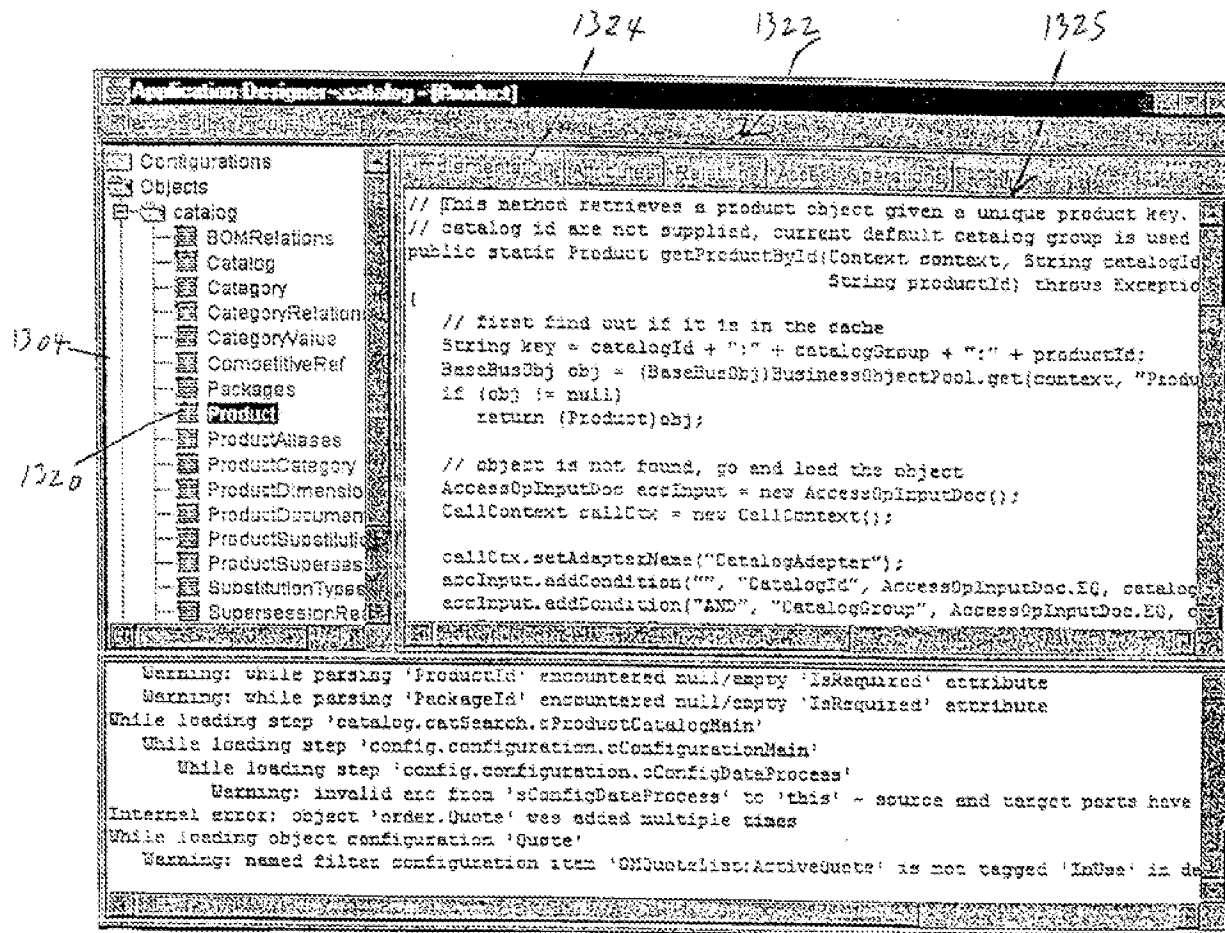 1324 1322 1325
Application Designer - catalog - [Product]
Configurations
Objects
catalog
BOMRelations
Catalog
Category
CategoryRelation
CategoryValue
CompetitiveRef
Packages
Product
ProductAliases
ProductCategory
ProductDimensio
ProductDocumen
ProductSubstituti
ProductSuperses
SubstitutionTypes
SupersessionRea
1304
1320
Implementation Attributes Relations Access Operations
// This method retrieves a product object given a unique product key.
// catalog id are not supplied, current default catalog group is used
public static Product getProductById(Context context, String catalogId
String productId) throws Exceptio
{
// first find out if it is in the cache
String key = catalogId + ":" + catalogGroup + ":" + productId;
BaseBusObj obj = (BaseBusObj)BusinessObjectPool.get(context, "Produ
if (obj != null)
return (Product)obj;
// object is not found, go and load the object
AccessOpInputDoc accInput = new AccessOpInputDoc();
CallContext callCtx = new CallContext();
callCtx.setAdapterName("CatalogAdapter");
accInput.addCondition("", "CatalogId", AccessOpInputDoc.EQ, catalog
accInput.addCondition("AND", "CatalogGroup", AccessOpInputDoc.EQ, c
Warning: while parsing 'ProductId' encountered null/empty 'IsRequired' attribute
Warning: while parsing 'PackageId' encountered null/empty 'IsRequired' attribute
While loading step 'catalog.catSearch.sProductCatalogMain'
While loading step 'config.configuration.sConfigurationMain'
While loading step 'config.configuration.sConfigDataProcess'
Warning: invalid arc from 'sConfigDataProcess' to 'this' - source and target ports have
Internal error: object 'order.Quote' was added multiple times
While loading object configuration 'Quote'
Warning: named filter configuration item 'QMQuoteList:ActiveQuote' is not tagged 'InUse' in de